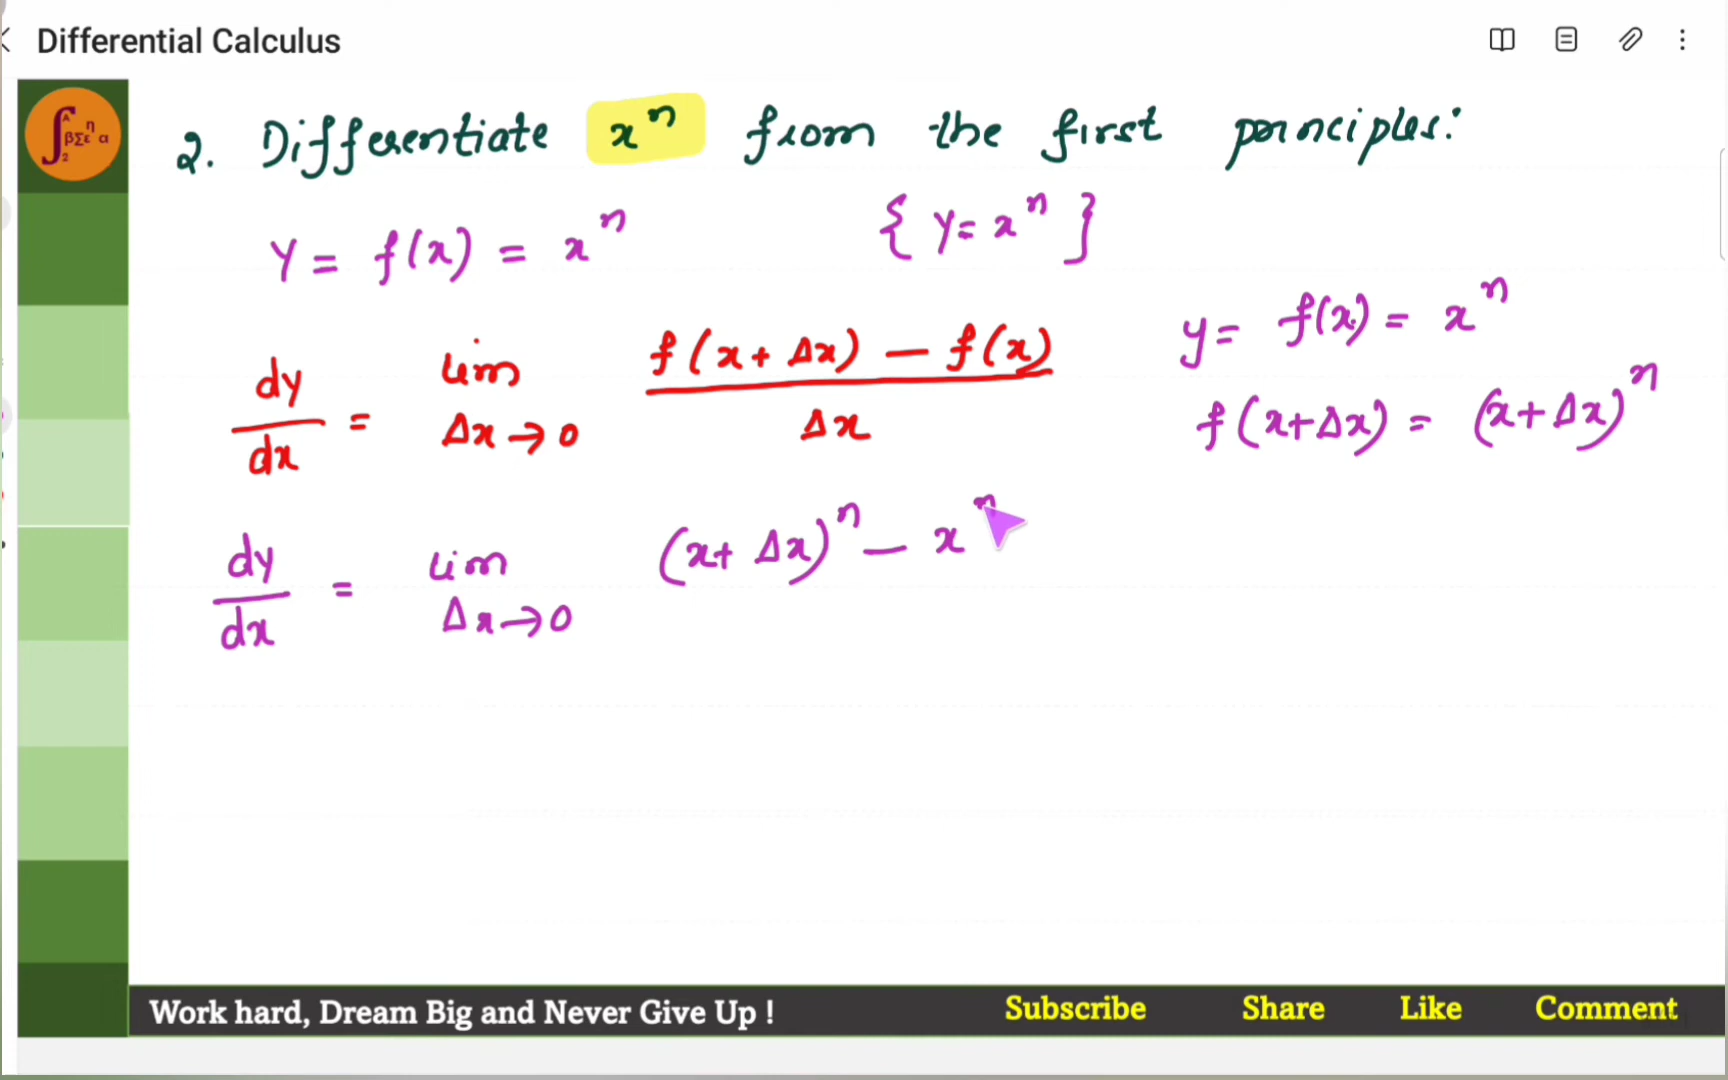 Differential Calculus
2. Differentiate x^n from the first principles:
Y = f(x) = x^n { Y = x^n }
y = f(x) = x^n
dy/dx = lim Δx→0 f(x + Δx) − f(x) / Δx
f(x+Δx) = (x+Δx)^n
dy/dx = lim Δx→0 (x + Δx)^n − x^n
Work hard, Dream Big and Never Give Up ! Subscribe Share Like Comment